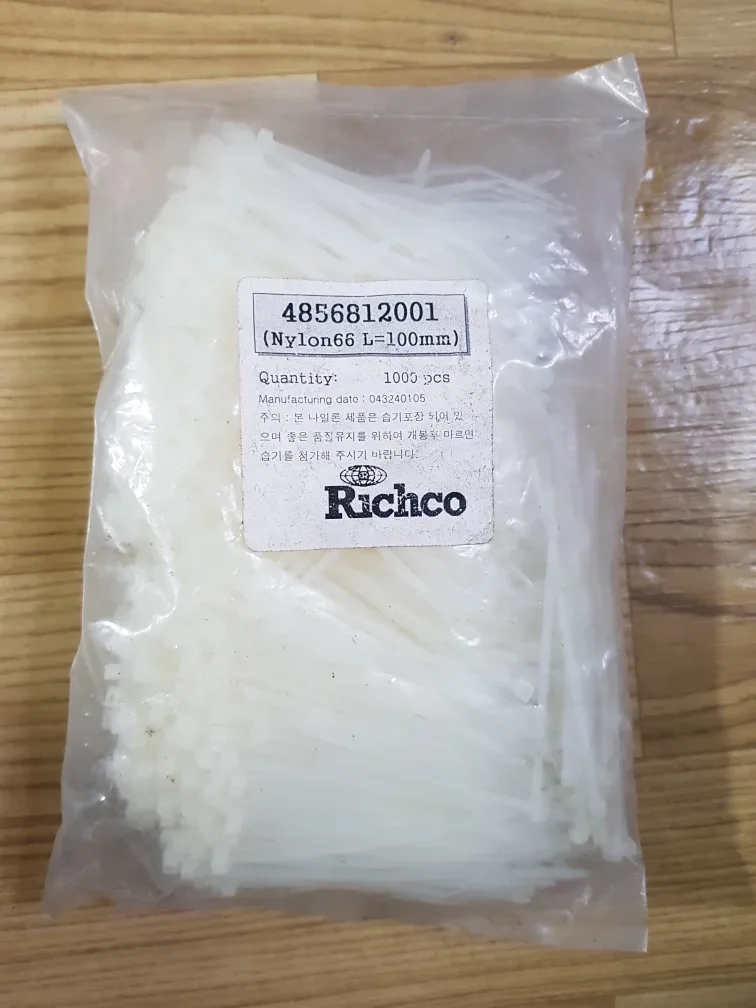 4856812001
(Nylon66 L=100mm)
Quantity: 1000 pcs
Manufacturing date : 043240105
주의 : 본 나일론 제품은 습기포장 되어 있
으며 좋은 품질유지를 위하여 개봉후 마르면
습기를 첨가해 주시기 바랍니다.
Richco